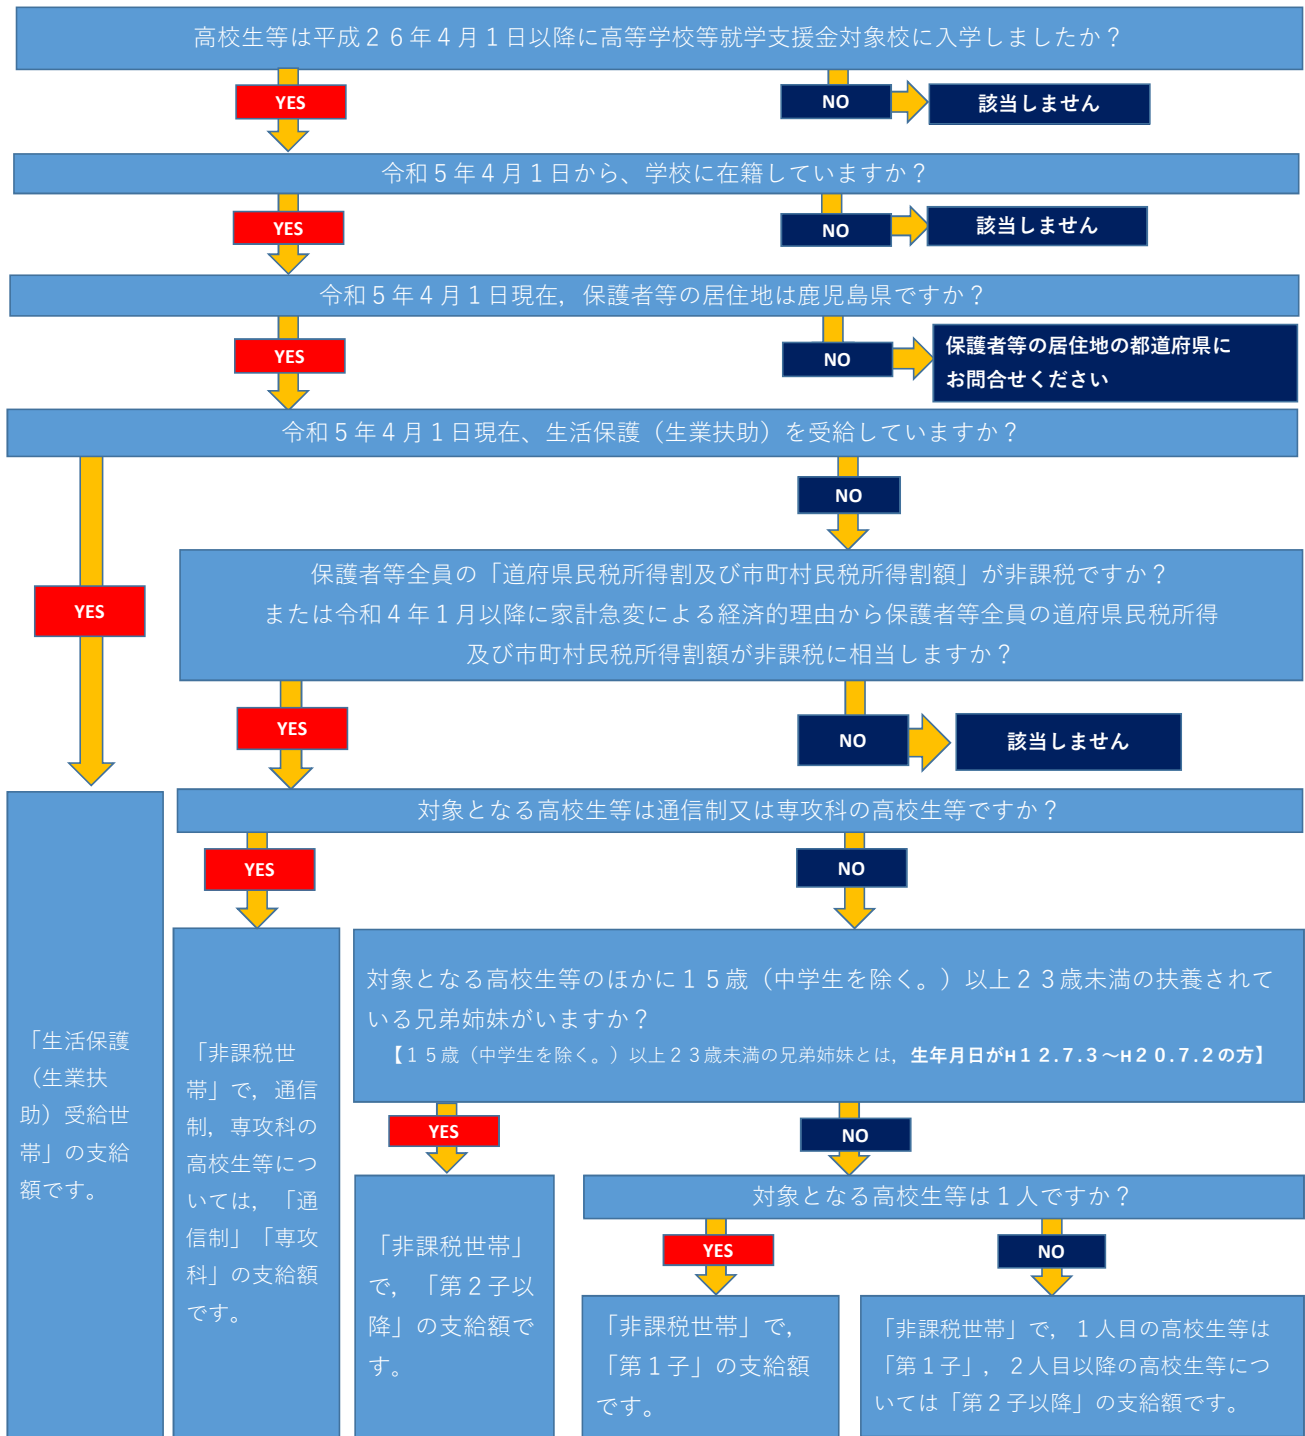 高校生等は平成２６年４月１日以降に高等学校等就学支援金対象校に入学しましたか？
YES
NO
該当しません
令和５年４月１日から、学校に在籍していますか？
YES
NO
該当しません
令和５年４月１日現在，保護者等の居住地は鹿児島県ですか？
YES
NO
保護者等の居住地の都道府県に
お問合せください
令和５年４月１日現在、生活保護（生業扶助）を受給していますか？
NO
YES
保護者等全員の「道府県民税所得割及び市町村民税所得割額」が非課税ですか？
または令和４年１月以降に家計急変による経済的理由から保護者等全員の道府県民税所得
及び市町村民税所得割額が非課税に相当しますか？
YES
NO
該当しません
対象となる高校生等は通信制又は専攻科の高校生等ですか？
YES
NO
対象となる高校生等のほかに１５歳（中学生を除く。）以上２３歳未満の扶養されて
いる兄弟姉妹がいますか？
【１５歳（中学生を除く。）以上２３歳未満の兄弟姉妹とは，生年月日がH１２.７.３～H２０.７.２の方】
YES
NO
対象となる高校生等は１人ですか？
YES
NO
「生活保護
（生業扶
助）受給世
帯」の支給
額です。
「非課税世
帯」で，通信
制，専攻科の
高校生等につ
いては，「通
信制」「専攻
科」の支給額
です。
「非課税世帯」
で，「第２子以
降」の支給額で
す。
「非課税世帯」で，
「第１子」の支給額
です。
「非課税世帯」で，１人目の高校生等は
「第１子」，２人目以降の高校生等につ
いては「第２子以降」の支給額です。